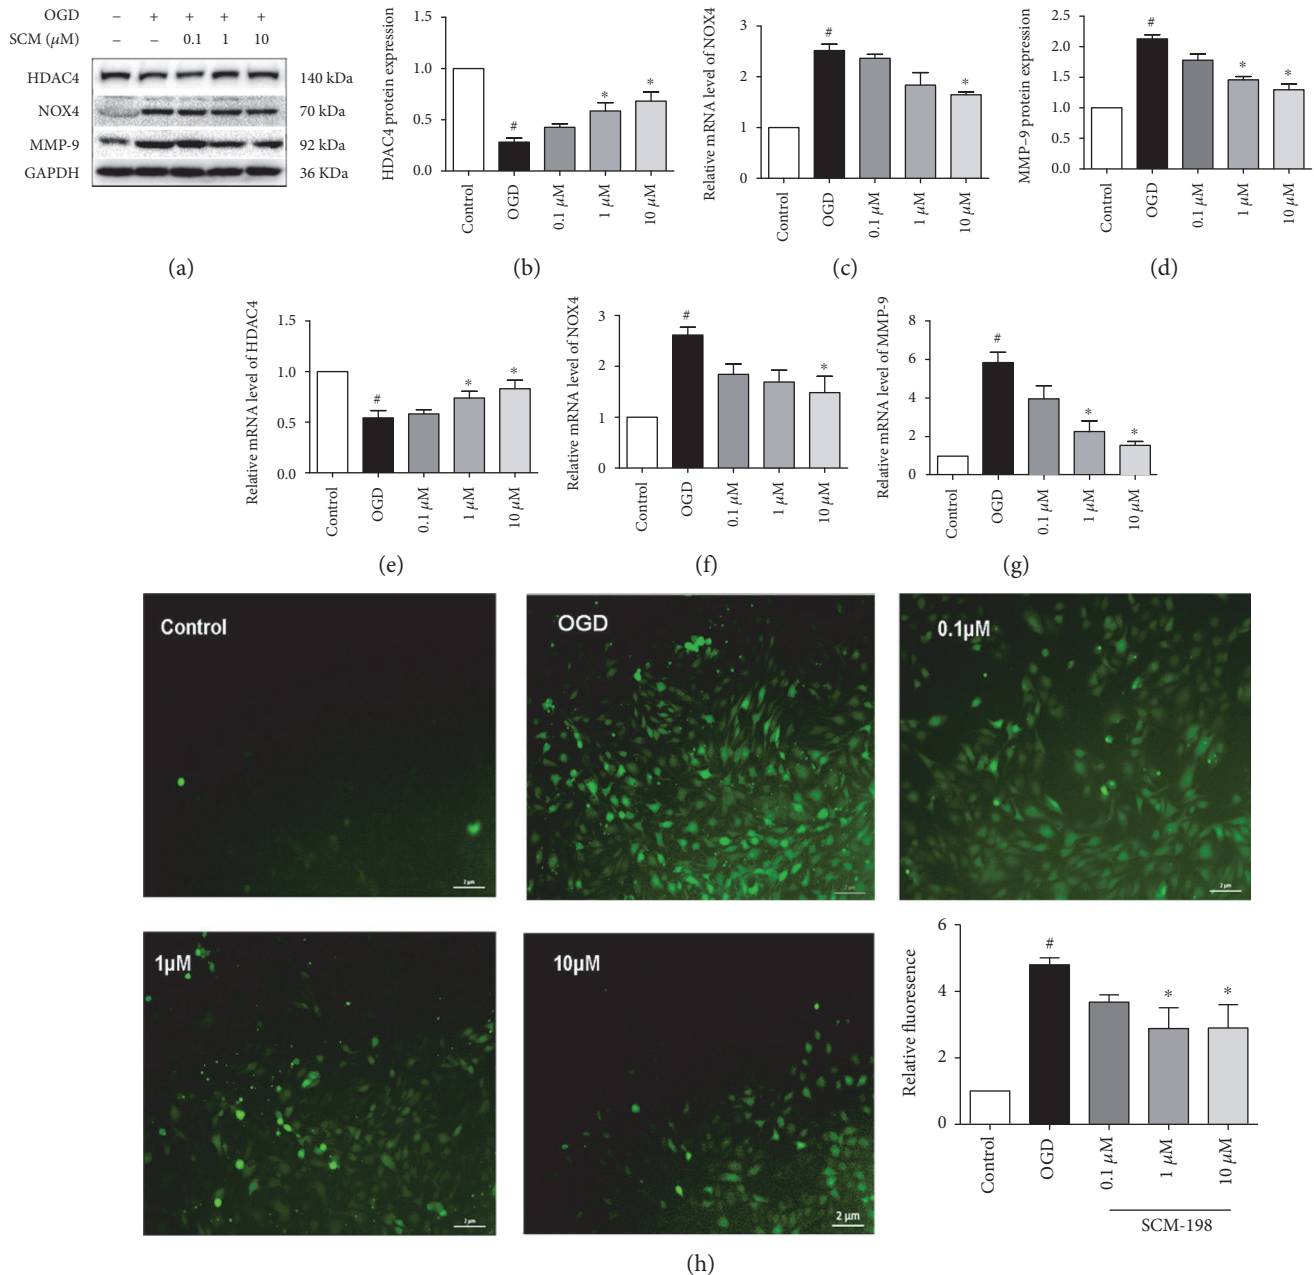 OGD – + + + +
SCM (μM) – – 0.1 1 10
HDAC4 140 kDa
NOX4 70 kDa
MMP-9 92 kDa
GAPDH 36 KDa
(a)
HDAC4 protein expression
1.5
1.0
0.5
0.0
# * *
Control OGD 0.1 μM 1 μM 10 μM
(b)
Relative mRNA level of NOX4
3
2
1
0
# *
Control OGD 0.1 μM 1 μM 10 μM
(c)
MMP-9 protein expression
2.5
2.0
1.5
1.0
0.5
0.0
# * *
Control OGD 0.1 μM 1 μM 10 μM
(d)
Relative mRNA level of HDAC4
1.5
1.0
0.5
0.0
# * *
Control OGD 0.1 μM 1 μM 10 μM
(e)
Relative mRNA level of NOX4
3
2
1
0
# *
Control OGD 0.1 μM 1 μM 10 μM
(f)
Relative mRNA level of MMP-9
8
6
4
2
0
# * *
Control OGD 0.1 μM 1 μM 10 μM
(g)
Control
2 μm
OGD
2 μm
0.1μM
2 μm
1μM
2 μm
10μM
2 μm
Relative fluoresence
6
4
2
0
# * *
Control OGD 0.1 μM 1 μM 10 μM
SCM-198
(h)